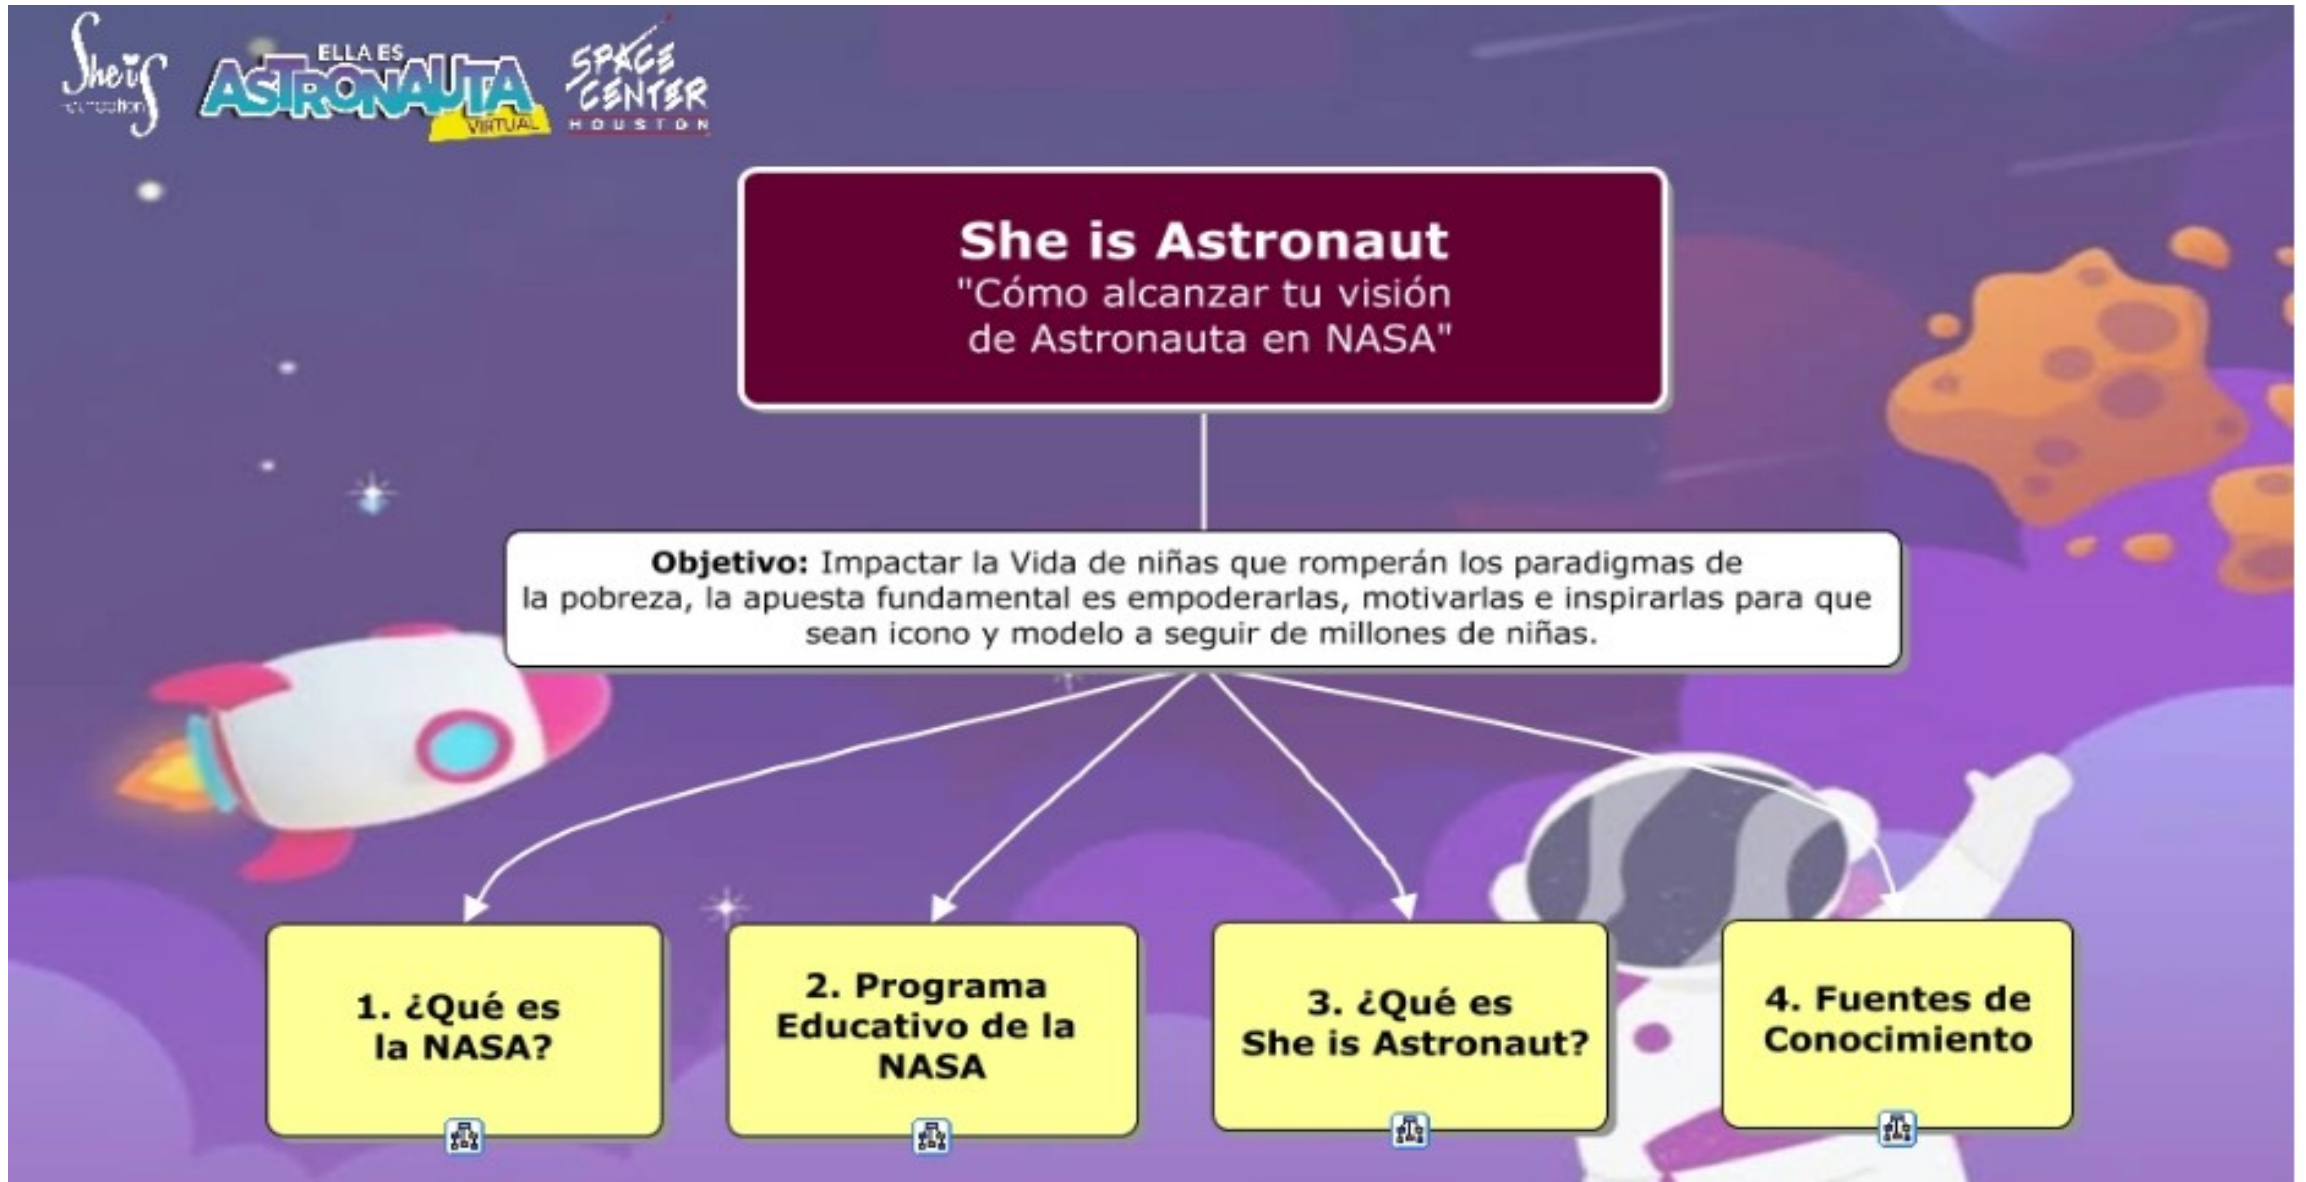 She is
Foundation
ELLA ES
ASTRONAUTA
VIRTUAL
SPACE
CENTER
HOUSTON
She is Astronaut
"Cómo alcanzar tu visión
de Astronauta en NASA"
Objetivo: Impactar la Vida de niñas que romperán los paradigmas de
la pobreza, la apuesta fundamental es empoderarlas, motivarlas e inspirarlas para que
sean icono y modelo a seguir de millones de niñas.
1. ¿Qué es
la NASA?
2. Programa
Educativo de la
NASA
3. ¿Qué es
She is Astronaut?
4. Fuentes de
Conocimiento